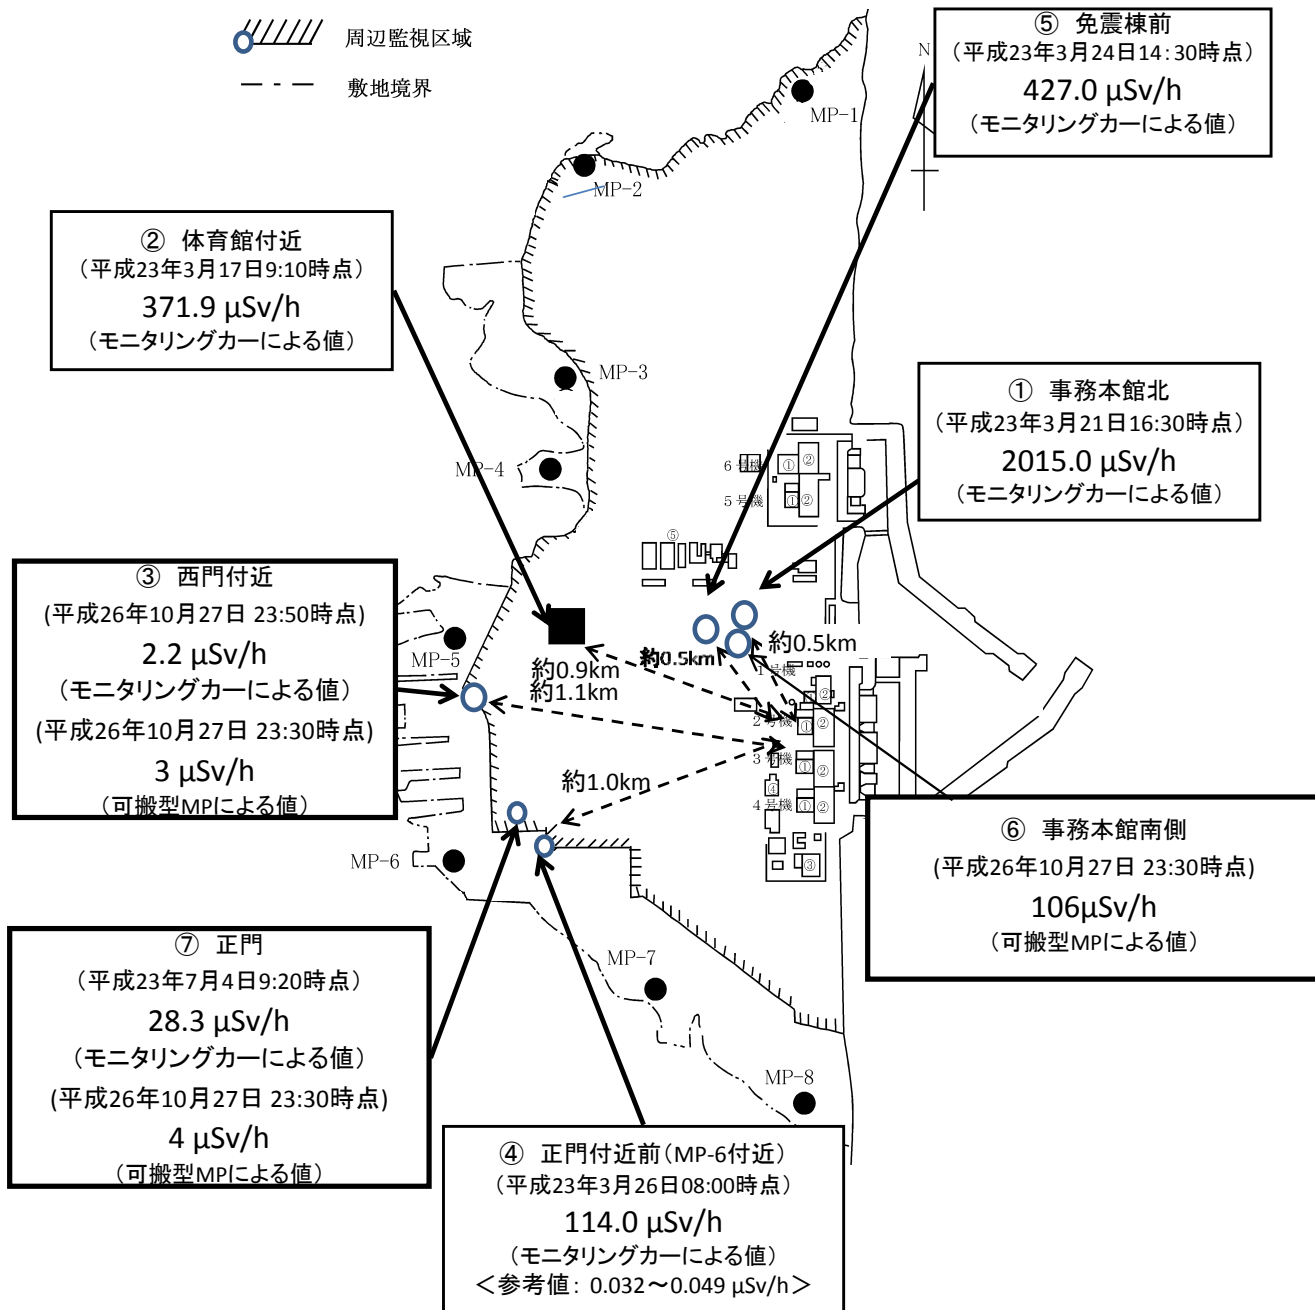 周辺監視区域
敷地境界
N
⑤ 免震棟前
(平成23年3月24日14:30時点)
427.0 μSv/h
(モニタリングカーによる値)
MP-1
MP-2
② 体育館付近
(平成23年3月17日9:10時点)
371.9 μSv/h
(モニタリングカーによる値)
MP-3
① 事務本館北
(平成23年3月21日16:30時点)
2015.0 μSv/h
(モニタリングカーによる値)
MP-4
6号機
① ②
5号機
① ②
⑤
③ 西門付近
(平成26年10月27日 23:50時点)
2.2 μSv/h
(モニタリングカーによる値)
(平成26年10月27日 23:30時点)
3 μSv/h
(可搬型MPによる値)
MP-5
約0.9km
約1.1km
約0.5km
約0.5km
1号機
②
2号機
① ②
3号機
① ②
約1.0km
④
4号機
① ②
③
MP-6
⑥ 事務本館南側
(平成26年10月27日 23:30時点)
106μSv/h
(可搬型MPによる値)
⑦ 正門
(平成23年7月4日9:20時点)
28.3 μSv/h
(モニタリングカーによる値)
(平成26年10月27日 23:30時点)
4 μSv/h
(可搬型MPによる値)
MP-7
MP-8
④ 正門付近前(MP-6付近)
(平成23年3月26日08:00時点)
114.0 μSv/h
(モニタリングカーによる値)
<参考値: 0.032～0.049 μSv/h>